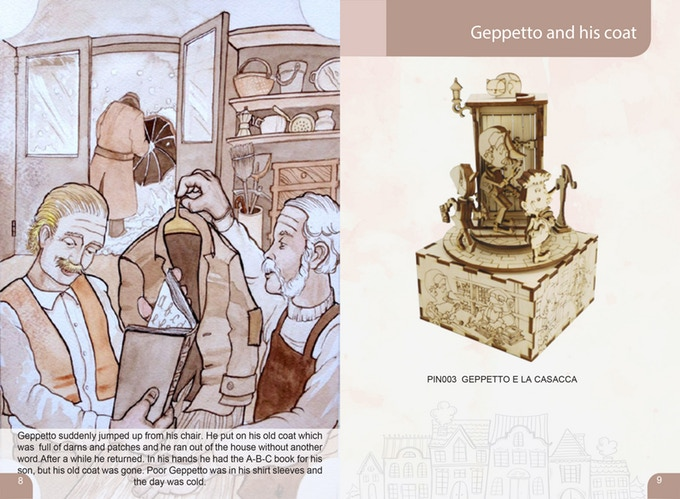 Geppetto suddenly jumped up from his chair. He put on his old coat which
was full of darns and patches and he ran out of the house without another
word.After a while he returned. In his hands he had the A-B-C book for his
son, but his old coat was gone. Poor Geppetto was in his shirt sleeves and
the day was cold.
8
Geppetto and his coat
PIN003 GEPPETTO E LA CASACCA
9